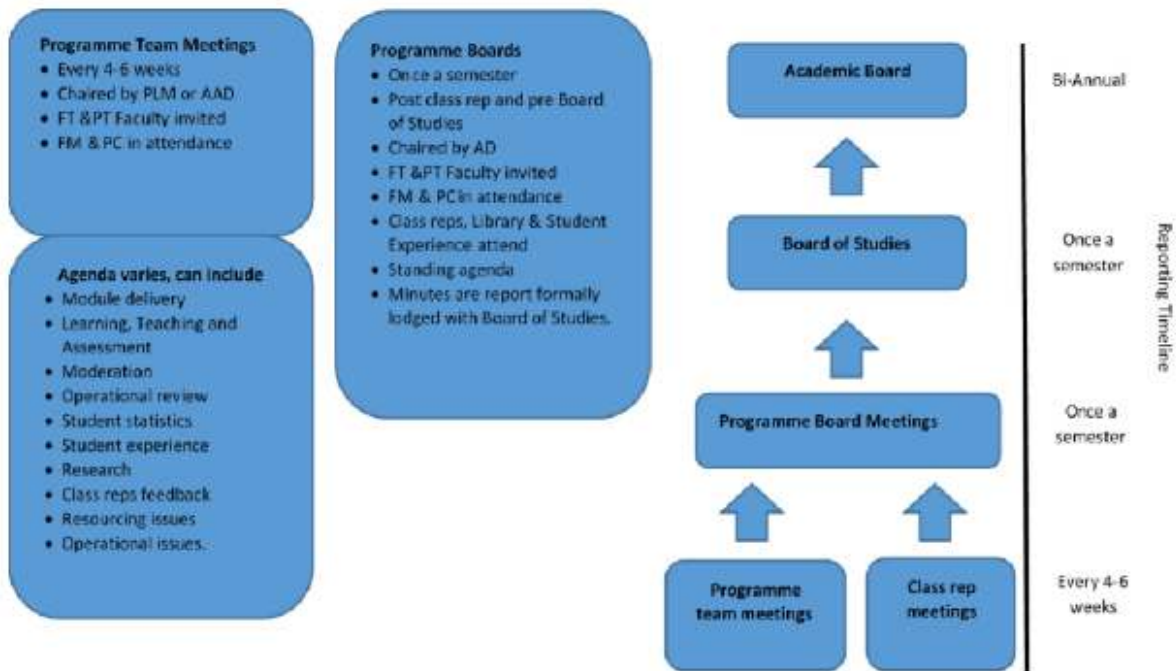 Programme Team Meetings
• Every 4-6 weeks
• Chaired by PLM or AAD
• FT &PT Faculty invited
• FM & PC in attendance
Agenda varies, can include
• Module delivery
• Learning, Teaching and
Assessment
• Moderation
• Operational review
• Student statistics
• Student experience
• Research
• Class reps feedback
• Resourcing issues
• Operational issues.
Programme Boards
• Once a semester
• Post class rep and pre Board
of Studies
• Chaired by AD
• FT &PT Faculty invited
• FM & PC in attendance
• Class reps, Library & Student
Experience attend
• Standing agenda
• Minutes are report formally
lodged with Board of Studies.
Academic Board
Board of Studies
Programme Board Meetings
Programme
team meetings
Class rep
meetings
Bi-Annual
Once a
semester
Once a
semester
Every 4-6
weeks
Reporting Timeline